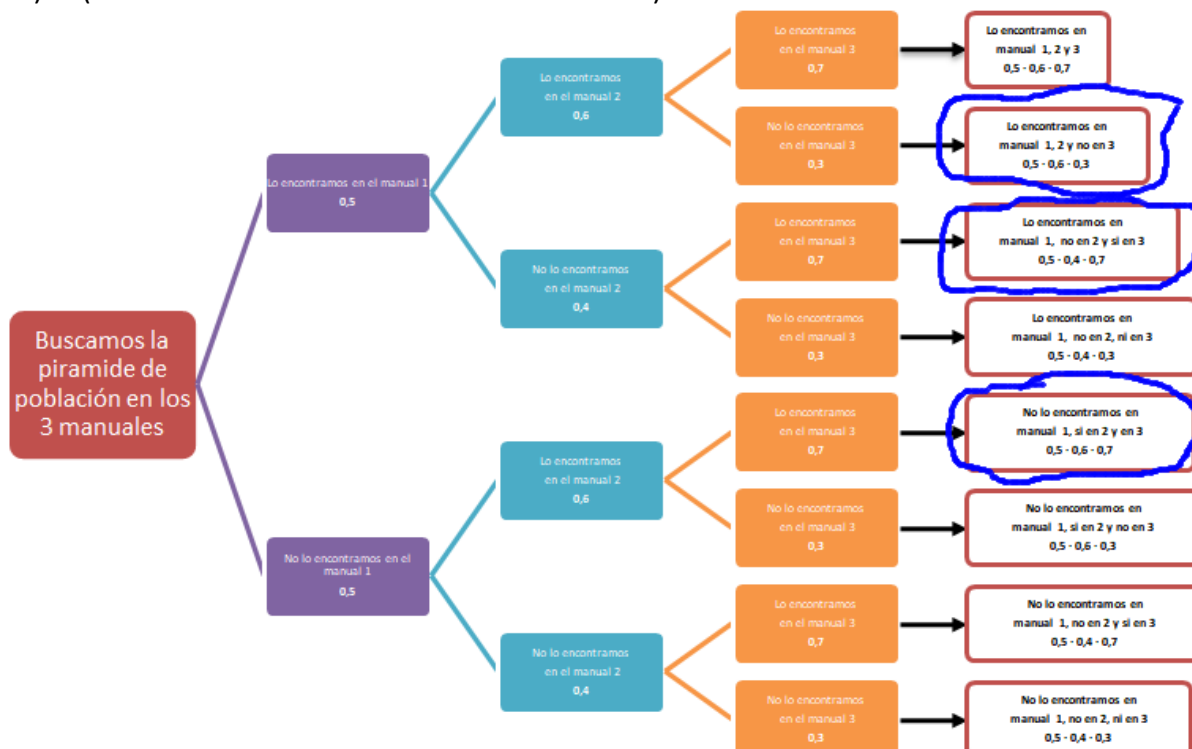 Buscamos la
piramide de
población en los
3 manuales
Lo encontramos en el manual 1
0,5
No lo encontramos en el
manual 1
0,5
Lo encontramos
en el manual 2
0,6
No lo encontramos
en el manual 2
0,4
Lo encontramos
en el manual 2
0,6
No lo encontramos
en el manual 2
0,4
Lo encontramos
en el manual 3
0,7
No lo encontramos
en el manual 3
0,3
Lo encontramos
en el manual 3
0,7
No lo encontramos
en el manual 3
0,3
Lo encontramos
en el manual 3
0,7
No lo encontramos
en el manual 3
0,3
Lo encontramos
en el manual 3
0,7
No lo encontramos
en el manual 3
0,3
Lo encontramos en
manual 1, 2 y 3
0,5 - 0,6 - 0,7
Lo encontramos en
manual 1, 2 y no en 3
0,5 - 0,6 - 0,3
Lo encontramos en
manual 1, no en 2 y si en 3
0,5 - 0,4 - 0,7
Lo encontramos en
manual 1, no en 2, ni en 3
0,5 - 0,4 - 0,3
No lo encontramos en
manual 1, si en 2 y en 3
0,5 - 0,6 - 0,7
No lo encontramos en
manual 1, si en 2 y no en 3
0,5 - 0,6 - 0,3
No lo encontramos en
manual 1, no en 2 y si en 3
0,5 - 0,4 - 0,7
No lo encontramos en
manual 1, no en 2, ni en 3
0,5 - 0,4 - 0,3